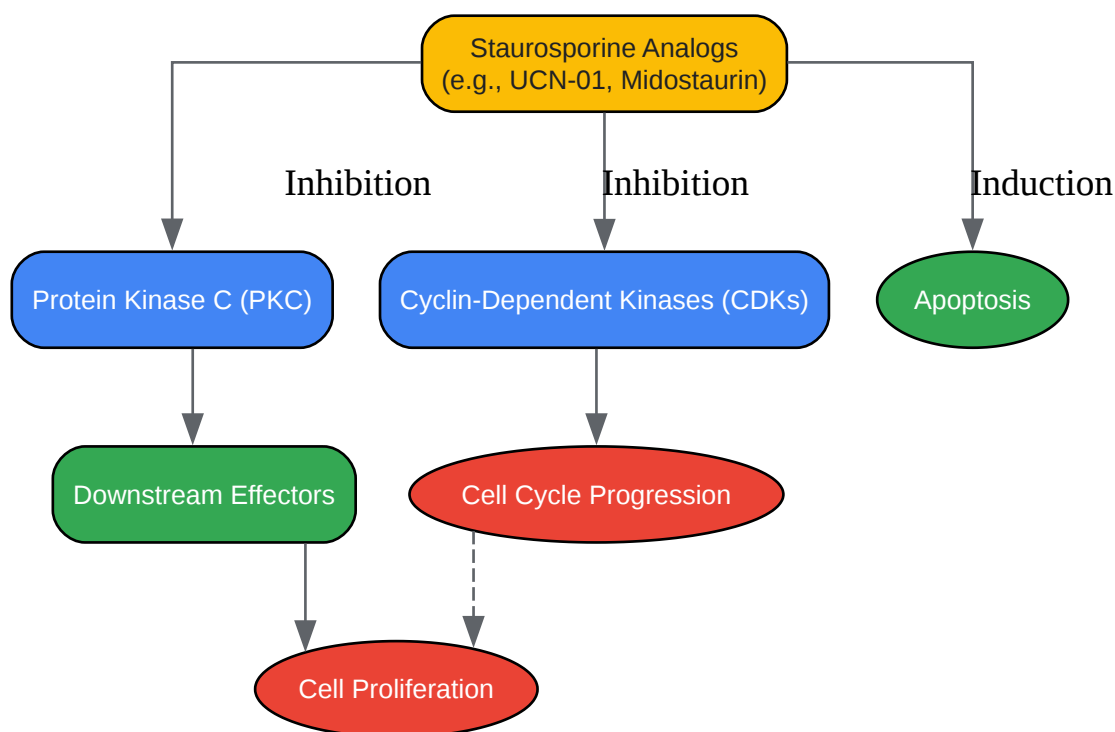 Staurosporine Analogs
(e.g., UCN-01, Midostaurin)
Inhibition
Inhibition
Induction
Protein Kinase C (PKC)
Cyclin-Dependent Kinases (CDKs)
Apoptosis
Downstream Effectors
Cell Cycle Progression
Cell Proliferation